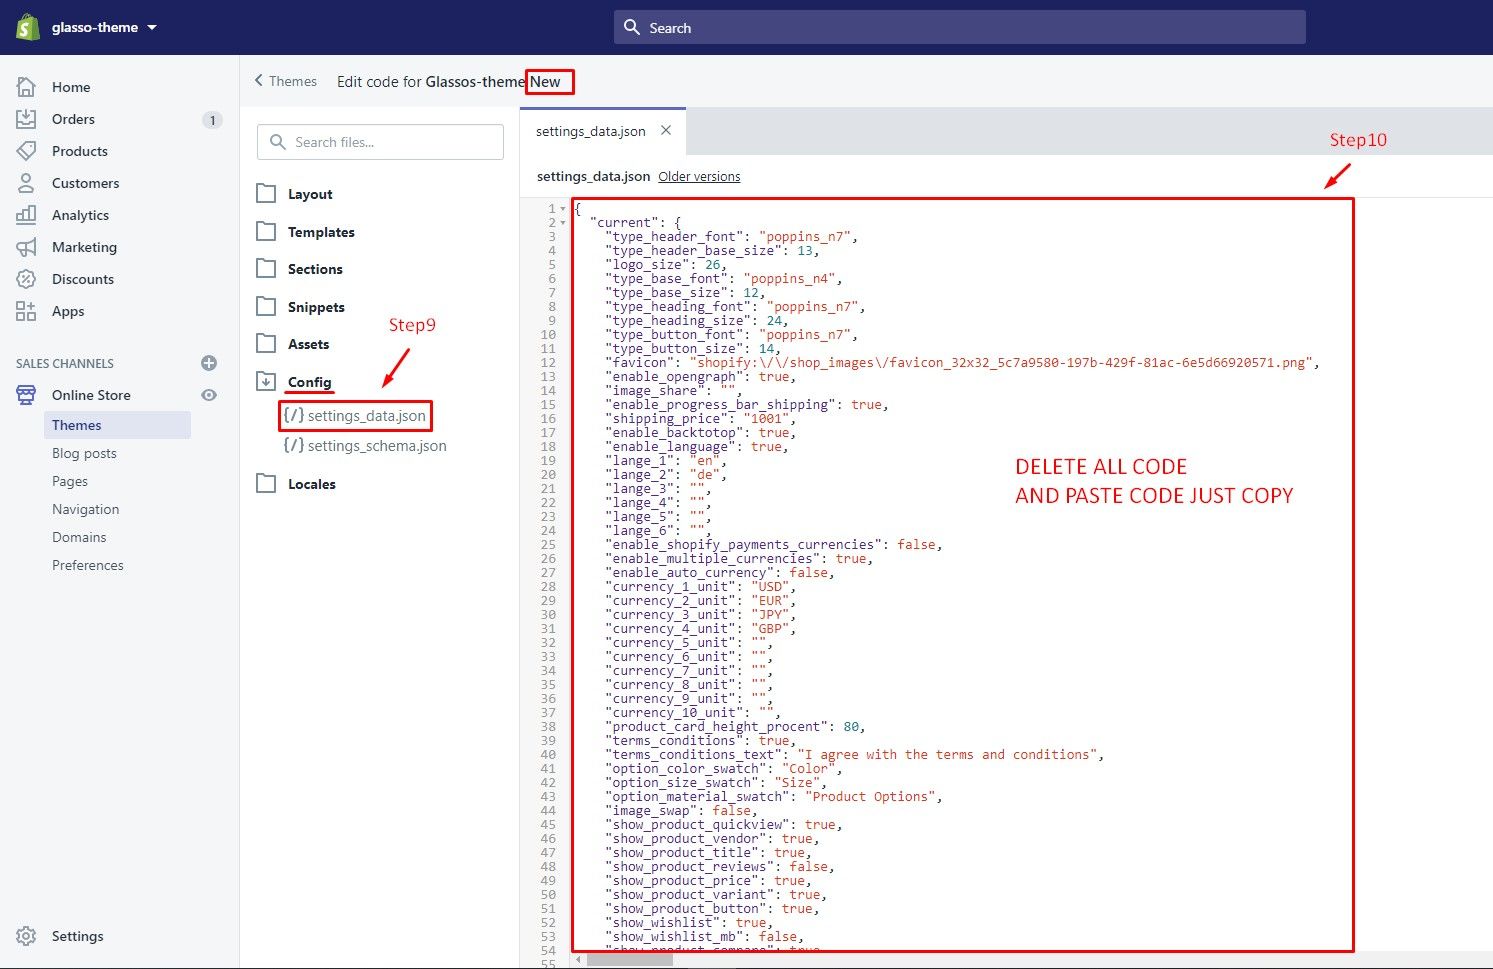 glasso-theme
Search
Home
Orders 1
Products
Customers
Analytics
Marketing
Discounts
Apps
SALES CHANNELS
Online Store
Themes
Blog posts
Pages
Navigation
Domains
Preferences
Settings
Themes Edit code for Glassos-theme New
Search files...
Layout
Templates
Sections
Snippets
Assets
Step9
Config
{/} settings_data.json
{/} settings_schema.json
Locales
settings_data.json ×
Step10
settings_data.json Older versions
1 {
2 "current": {
3 "type_header_font": "poppins_n7",
4 "type_header_base_size": 13,
5 "logo_size": 26,
6 "type_base_font": "poppins_n4",
7 "type_base_size": 12,
8 "type_heading_font": "poppins_n7",
9 "type_heading_size": 24,
10 "type_button_font": "poppins_n7",
11 "type_button_size": 14,
12 "favicon": "shopify:\/\/shop_images\/favicon_32x32_5c7a9580-197b-429f-81ac-6e5d66920571.png",
13 "enable_opengraph": true,
14 "image_share": "",
15 "enable_progress_bar_shipping": true,
16 "shipping_price": "1001",
17 "enable_backtotop": true,
18 "enable_language": true,
19 "lange_1": "en",
20 "lange_2": "de",
21 "lange_3": "",
22 "lange_4": "",
23 "lange_5": "",
24 "lange_6": "",
25 "enable_shopify_payments_currencies": false,
26 "enable_multiple_currencies": true,
27 "enable_auto_currency": false,
28 "currency_1_unit": "USD",
29 "currency_2_unit": "EUR",
30 "currency_3_unit": "JPY",
31 "currency_4_unit": "GBP",
32 "currency_5_unit": "",
33 "currency_6_unit": "",
34 "currency_7_unit": "",
35 "currency_8_unit": "",
36 "currency_9_unit": "",
37 "currency_10_unit": "",
38 "product_card_height_procent": 80,
39 "terms_conditions": true,
40 "terms_conditions_text": "I agree with the terms and conditions",
41 "option_color_swatch": "Color",
42 "option_size_swatch": "Size",
43 "option_material_swatch": "Product Options",
44 "image_swap": false,
45 "show_product_quickview": true,
46 "show_product_vendor": true,
47 "show_product_title": true,
48 "show_product_reviews": false,
49 "show_product_price": true,
50 "show_product_variant": true,
51 "show_product_button": true,
52 "show_wishlist": true,
53 "show_wishlist_mb": false,
54 "show_product_compare": true,
55
DELETE ALL CODE
AND PASTE CODE JUST COPY